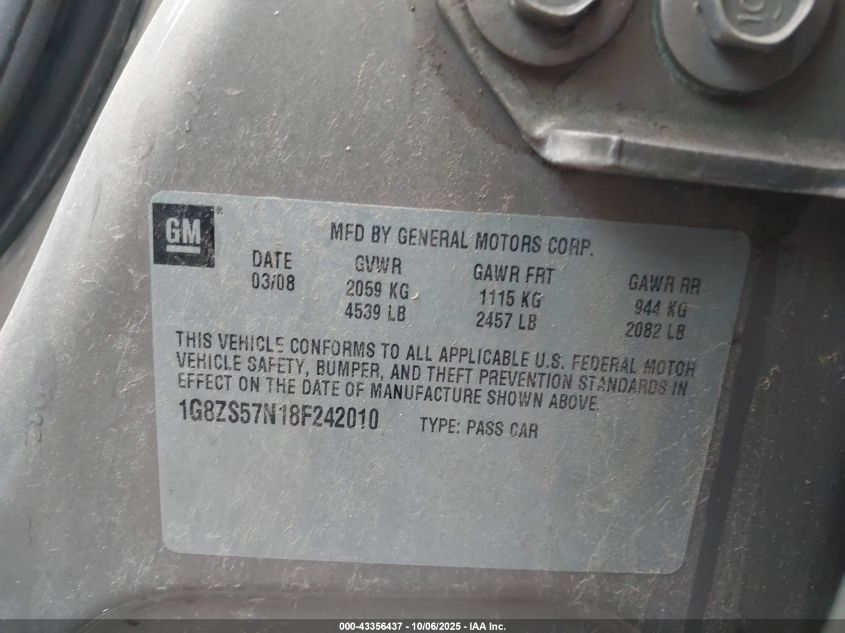 GM
MFD BY GENERAL MOTORS CORP.
DATE GVWR GAWR FRT GAWR RR
03/08 2059 KG 1115 KG 944 KG
4539 LB 2457 LB 2082 LB
THIS VEHICLE CONFORMS TO ALL APPLICABLE U.S. FEDERAL MOTOR
VEHICLE SAFETY, BUMPER, AND THEFT PREVENTION STANDARDS IN
EFFECT ON THE DATE OF MANUFACTURE SHOWN ABOVE.
1G8ZS57N18F242010 TYPE: PASS CAR
000-43356437 - 10/06/2025 - IAA Inc.